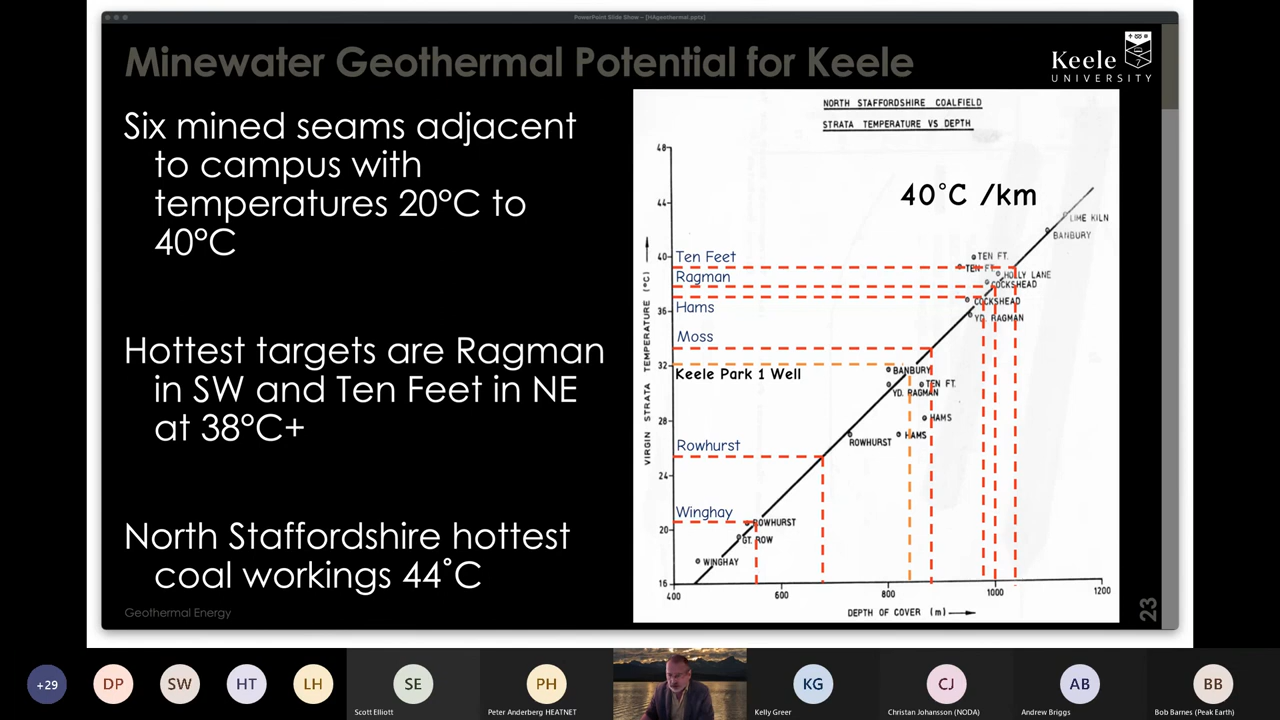 PowerPoint Slide Show - [HAgeothermal.pptx]
Minewater Geothermal Potential for Keele
Keele
UNIVERSITY
Six mined seams adjacent
to campus with
temperatures 20°C to
40°C
Hottest targets are Ragman
in SW and Ten Feet in NE
at 38°C+
North Staffordshire hottest
coal workings 44°C
Geothermal Energy
23
NORTH STAFFORDSHIRE COALFIELD
STRATA TEMPERATURE VS DEPTH
40°C /km
VIRGIN STRATA TEMPERATURE (°C)
48
44
40
36
32
28
24
20
16
Ten Feet
Ragman
Hams
Moss
Keele Park 1 Well
Rowhurst
Winghay
LIME KILN
BANBURY
TEN FT.
TEN FT.
HOLLY LANE
COCKSHEAD
COCKSHEAD
YD. RAGMAN
BANBURY
TEN FT.
YD. RAGMAN
HAMS
HAMS
ROWHURST
ROWHURST
GT. ROW
WINGHAY
400
600
800
1000
1200
DEPTH OF COVER (m)
+29
DP
SW
HT
LH
SE
Scott Elliott
PH
Peter Anderberg HEATNET
KG
Kelly Greer
CJ
Christan Johansson (NODA)
AB
Andrew Briggs
BB
Bob Barnes (Peak Earth)